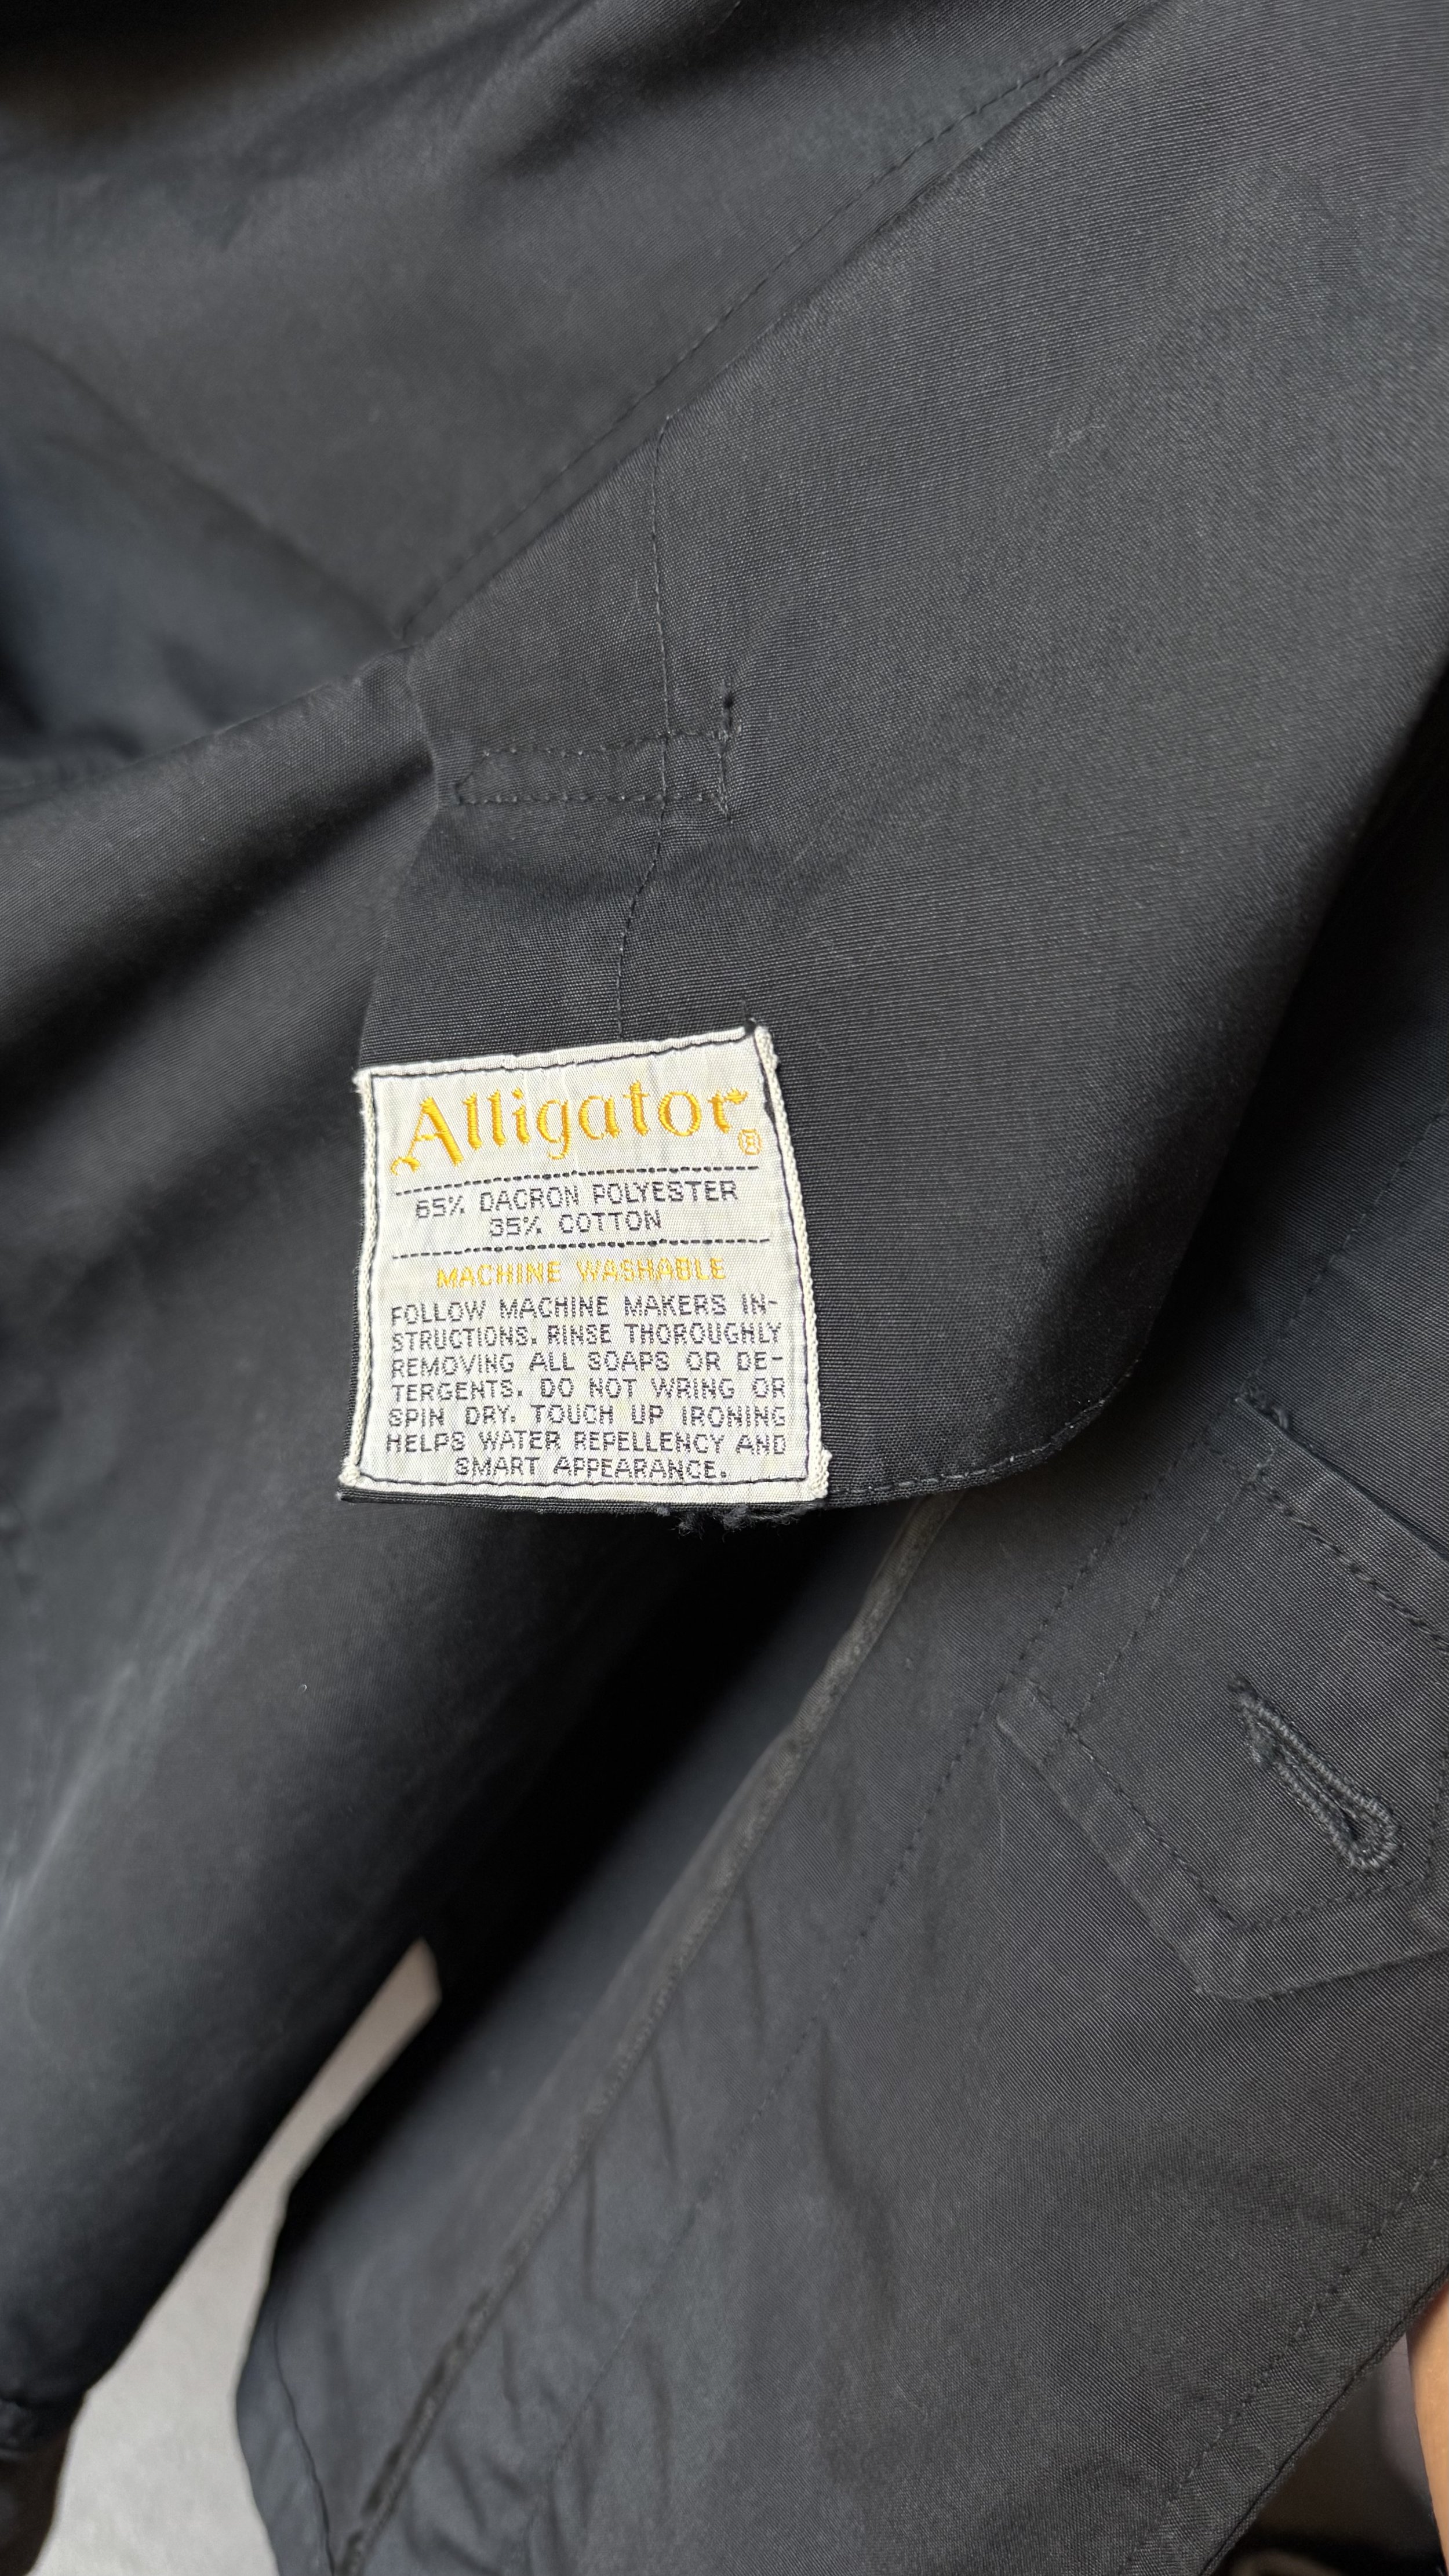 Alligator®
65% DACRON POLYESTER
35% COTTON
MACHINE WASHABLE
FOLLOW MACHINE MAKERS IN-
STRUCTIONS. RINSE THOROUGHLY
REMOVING ALL SOAPS OR DE-
TERGENTS. DO NOT WRING OR
SPIN DRY. TOUCH UP IRONING
HELPS WATER REPELLENCY AND
SMART APPEARANCE.